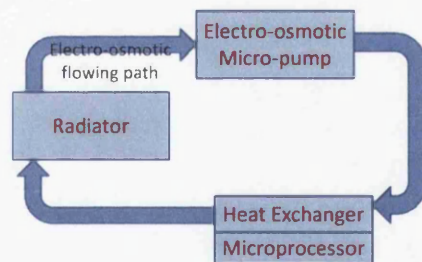 Electro-osmotic
flowing path
Electro-osmotic
Micro-pump
Radiator
Heat Exchanger
Microprocessor